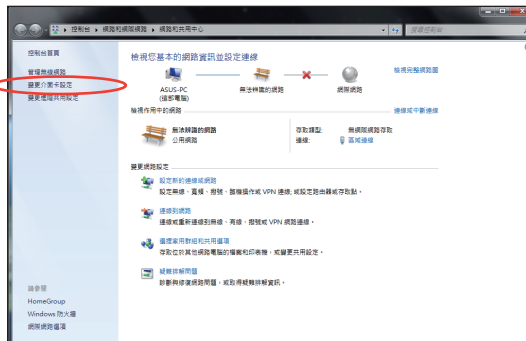 控制台 ▸ 網路和網際網路 ▸ 網路和共用中心
搜尋控制台
控制台首頁
管理無線網路
變更介面卡設定
變更進階共用設定
檢視您基本的網路資訊並設定連線
檢視完整網路圖
ASUS-PC
(這部電腦)
無法辨識的網路
網際網路
檢視作用中的網路
連線或中斷連線
無法辨識的網路
公用網路
存取類型: 無網際網路存取
連線: 區域連線
變更網路設定
設定新的連線或網路
設定無線、寬頻、撥號、臨機操作或 VPN 連線; 或設定路由器或存取點。
連線到網路
連線或重新連線到無線、有線、撥號或 VPN 網路連線。
選擇家用群組和共用選項
存取位於其他網路電腦的檔案和印表機，或變更共用設定。
疑難排解問題
診斷與修復網路問題，或取得疑難排解資訊。
請參閱
HomeGroup
Windows 防火牆
網際網路選項